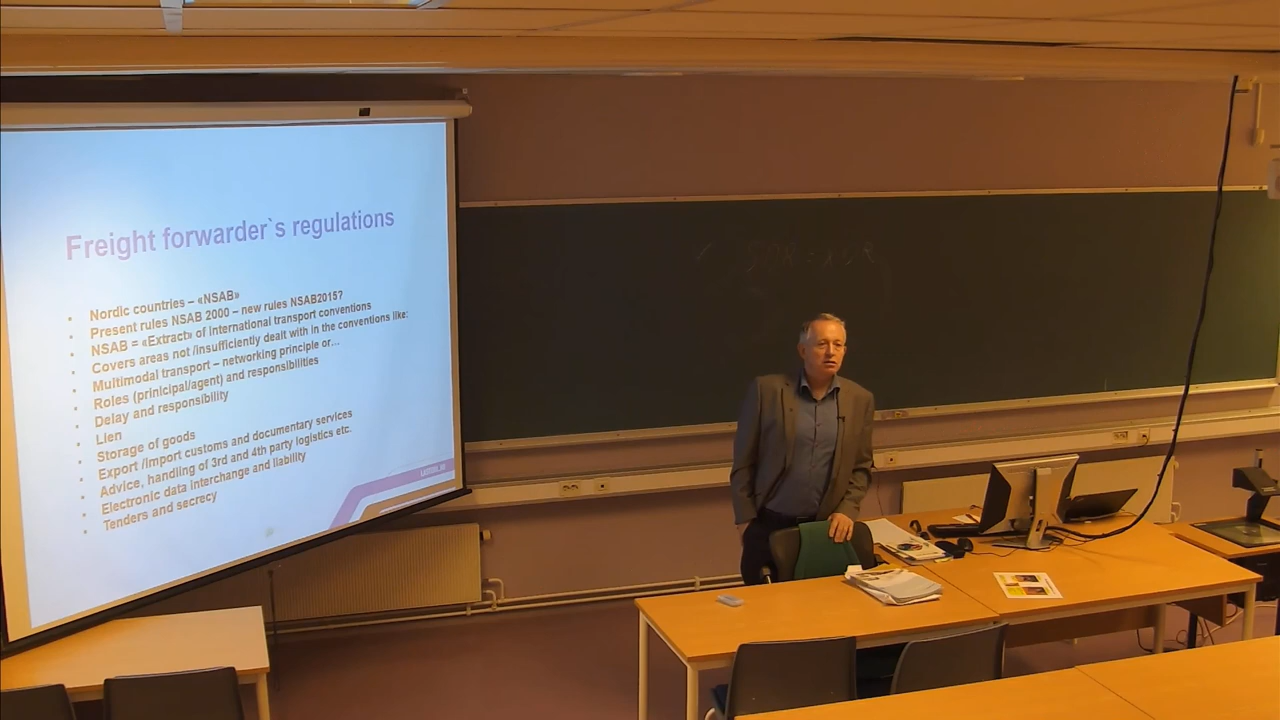 Freight forwarder`s regulations
• Nordic countries – «NSAB»
• Present rules NSAB 2000 – new rules NSAB2015?
• NSAB = «Extract» of international transport conventions
• Covers areas not /insufficiently dealt with in the conventions like:
• Multimodal transport – networking principle or…
• Roles (prinicipal/agent) and responsibilities
• Delay and responsibility
• Lien
• Storage of goods
• Export /import customs and documentary services
• Advice, handling of 3rd and 4th party logistics etc.
• Electronic data interchange and liability
• Tenders and secrecy